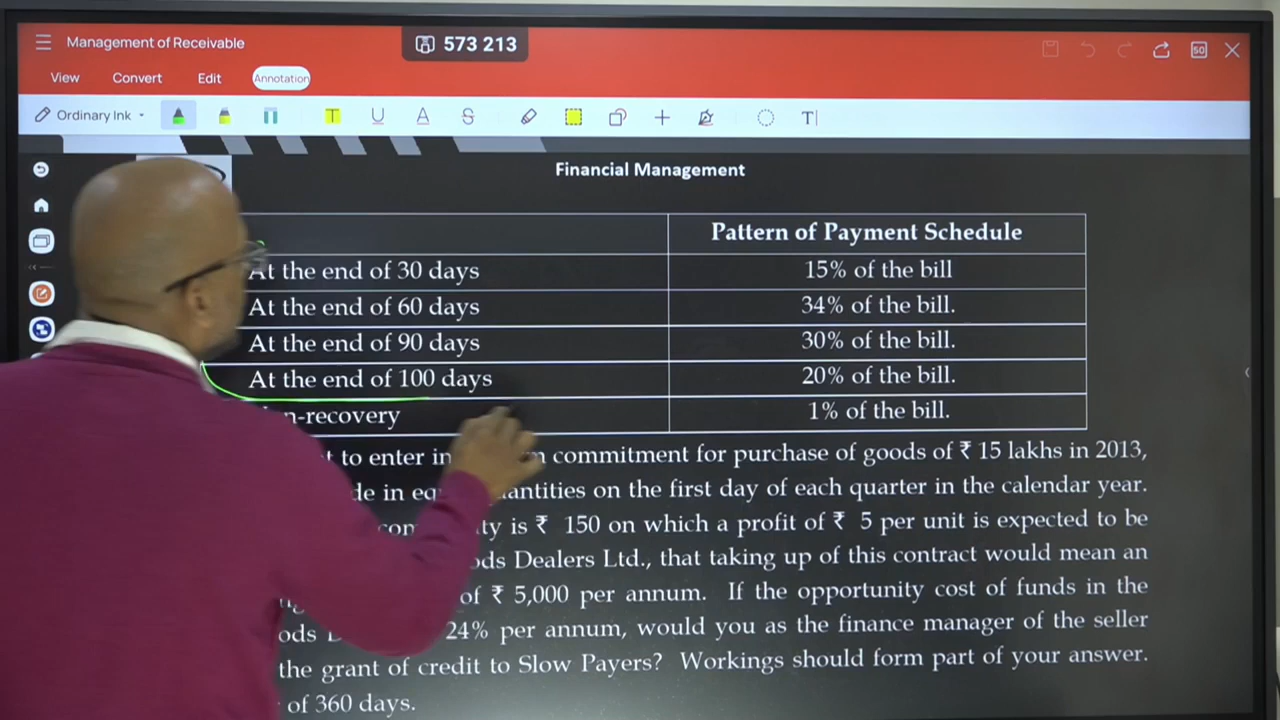 Management of Receivable
573 213
50
View Convert Edit Annotation
Ordinary Ink T U A S T
Financial Management
Pattern of Payment Schedule
At the end of 30 days 15% of the bill
At the end of 60 days 34% of the bill.
At the end of 90 days 30% of the bill.
At the end of 100 days 20% of the bill.
-recovery 1% of the bill.
to enter in commitment for purchase of goods of ₹ 15 lakhs in 2013,
de in eq antities on the first day of each quarter in the calendar year.
com ty is ₹ 150 on which a profit of ₹ 5 per unit is expected to be
ods Dealers Ltd., that taking up of this contract would mean an
of ₹ 5,000 per annum. If the opportunity cost of funds in the
ods 24% per annum, would you as the finance manager of the seller
the grant of credit to Slow Payers? Workings should form part of your answer.
of 360 days.